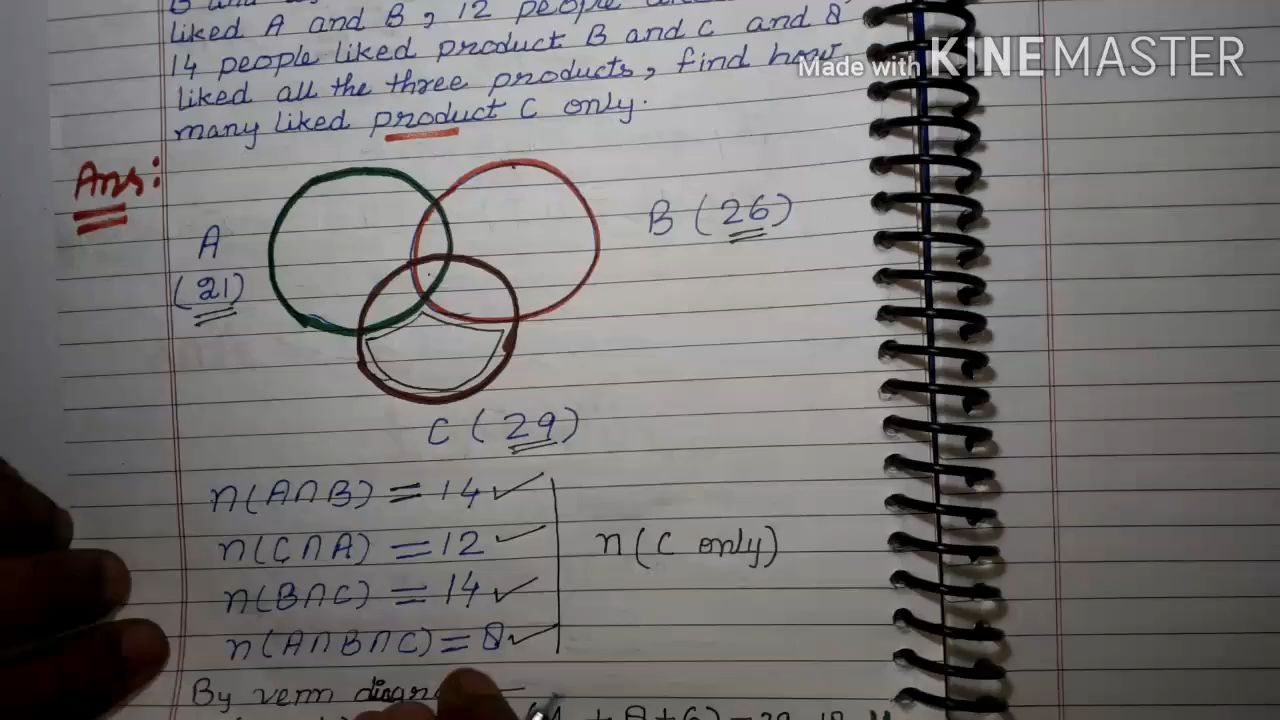 liked A and B, 12 people
14 people liked product B and C and 8
liked all the three products, find how
many liked product C only.
Made with KINEMASTER
Ans:
A
(21)
B (26)
C (29)
n(A∩B) = 14 ✓
n(C∩A) = 12 ✓
n(B∩C) = 14 ✓
n(A∩B∩C) = 8 ✓
n(C only)
By venn